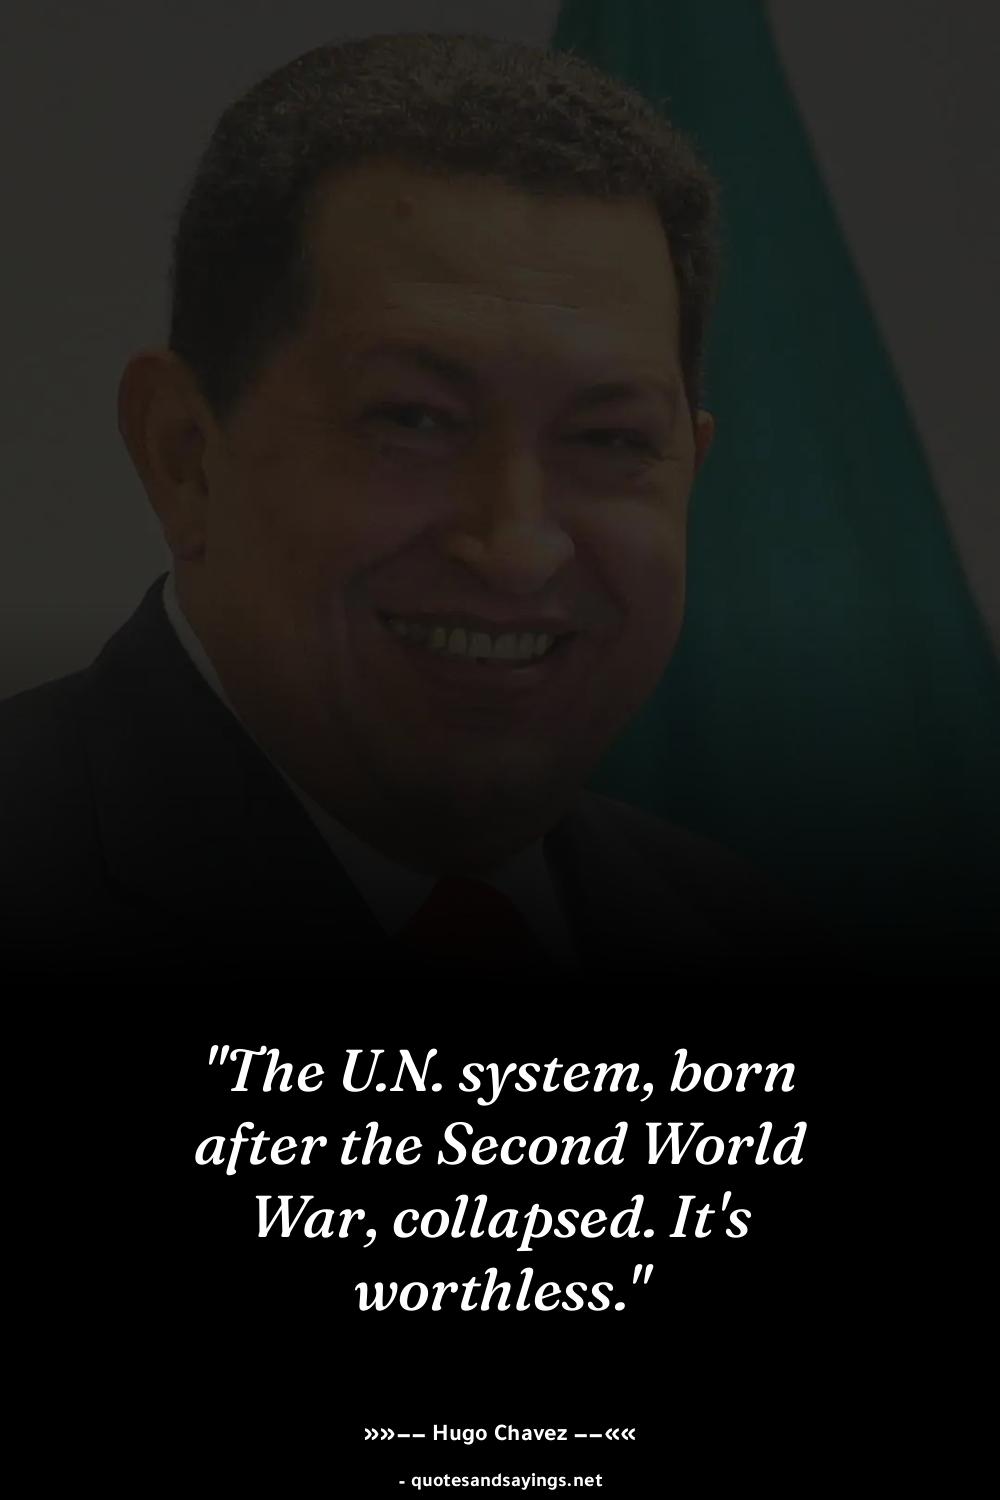 "The U.N. system, born
after the Second World
War, collapsed. It's
worthless."
»»–– Hugo Chavez ––««
- quotesandsayings.net